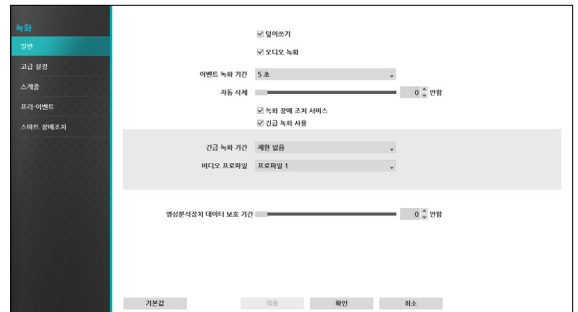 녹화
일반
고급 설정
스케줄
프리-이벤트
스마트 장애조치
덮어쓰기
오디오 녹화
이벤트 녹화 기간 5 초
자동 삭제 0 안함
녹화 장애 조치 서비스
긴급 녹화 사용
긴급 녹화 기간 제한 없음
비디오 프로파일 프로파일 1
영상분석장치 데이터 보호 기간 0 안함
기본값 적용 확인 취소